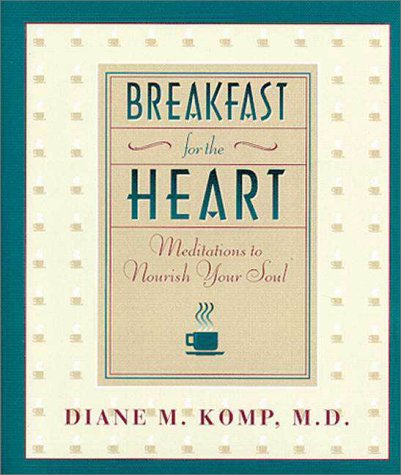 BREAKFAST
for the
HEART
Meditations to
Nourish Your Soul
DIANE M. KOMP, M.D.